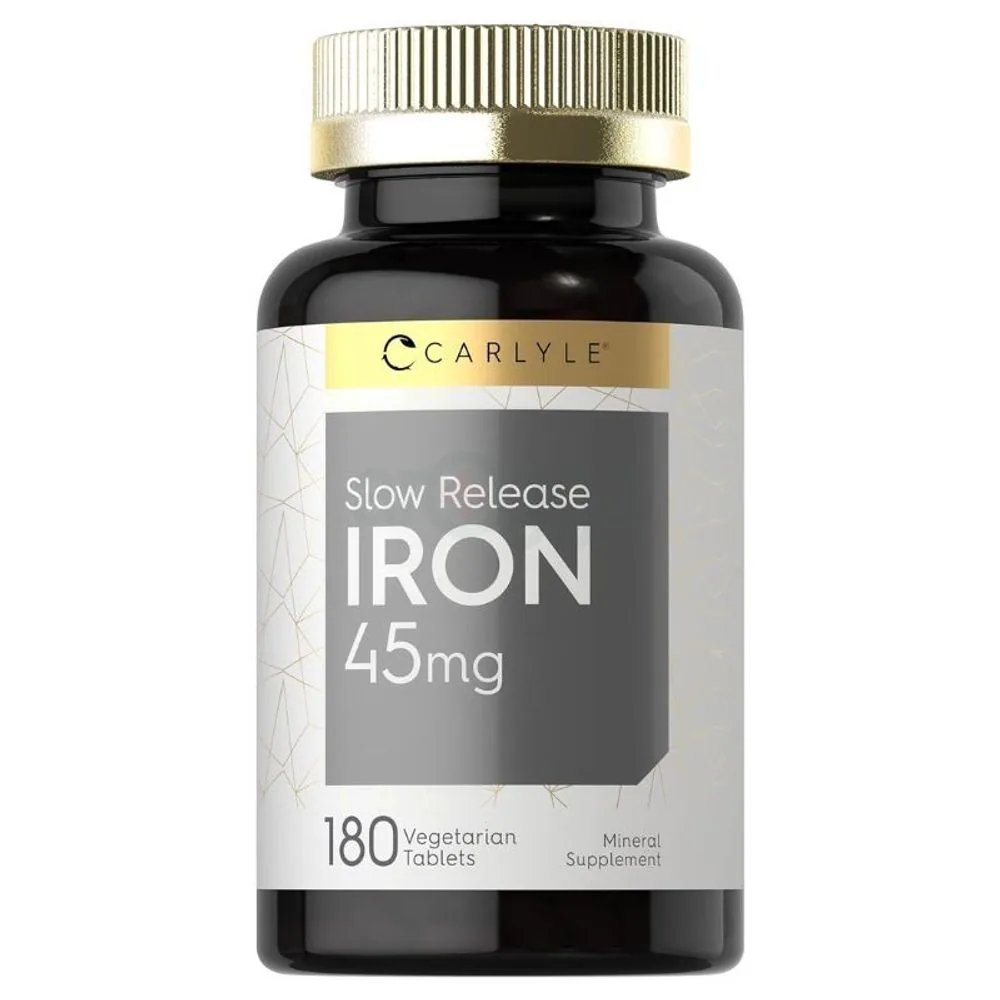 CARLYLE®
Slow Release
IRON
45mg
180 Vegetarian
Tablets
Mineral
Supplement